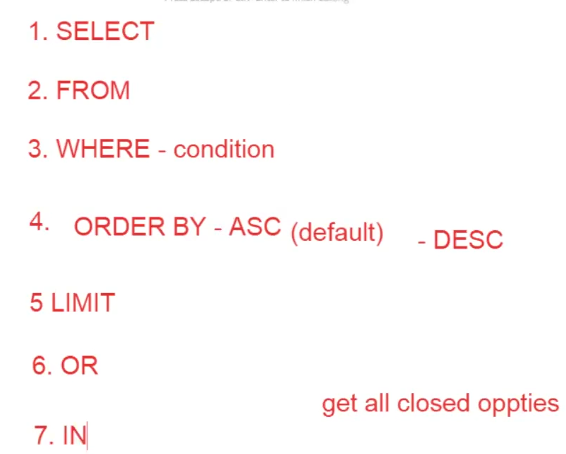 1. SELECT
2. FROM
3. WHERE - condition
4. ORDER BY - ASC (default) - DESC
5 LIMIT
6. OR
get all closed oppties
7. IN